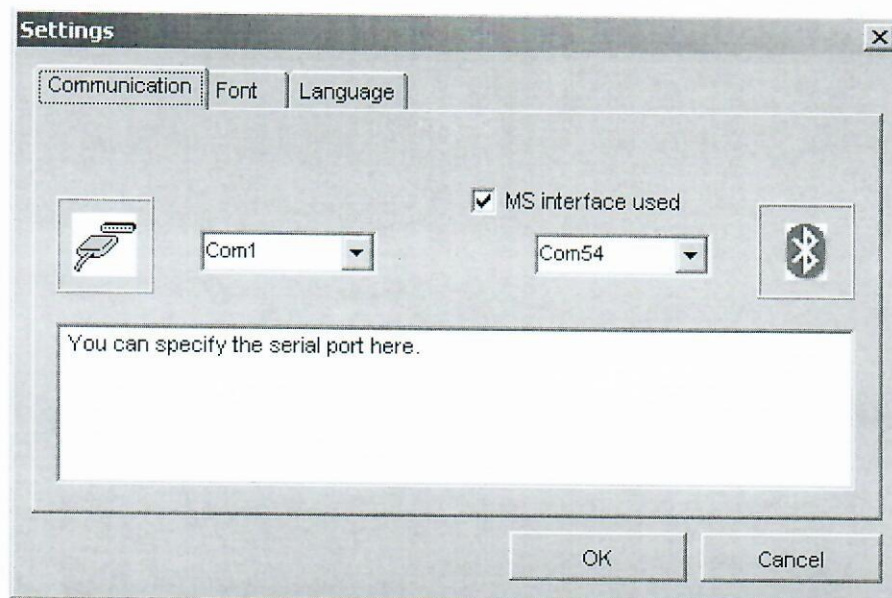 Settings
Communication
Font
Language
MS interface used
Com1
Com54
You can specify the serial port here.
OK
Cancel